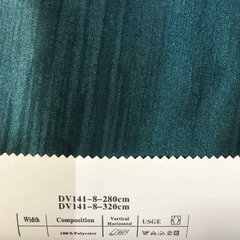 DV141-8-280cm
DV141-8-320cm
Width Composition Vertical Horizontal USGE
100% Polyester